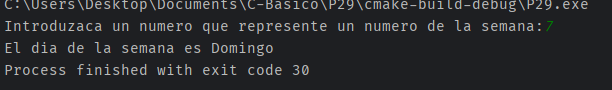 C:\Users\Desktop\Documents\C-Basico\P29\cmake-build-debug\P29.exe
Introduzaca un numero que represente un numero de la semana:7
El dia de la semana es Domingo
Process finished with exit code 30